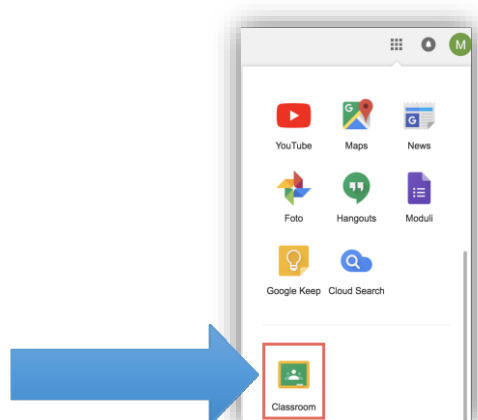 M
YouTube Maps News
Foto Hangouts Moduli
Google Keep Cloud Search
Classroom